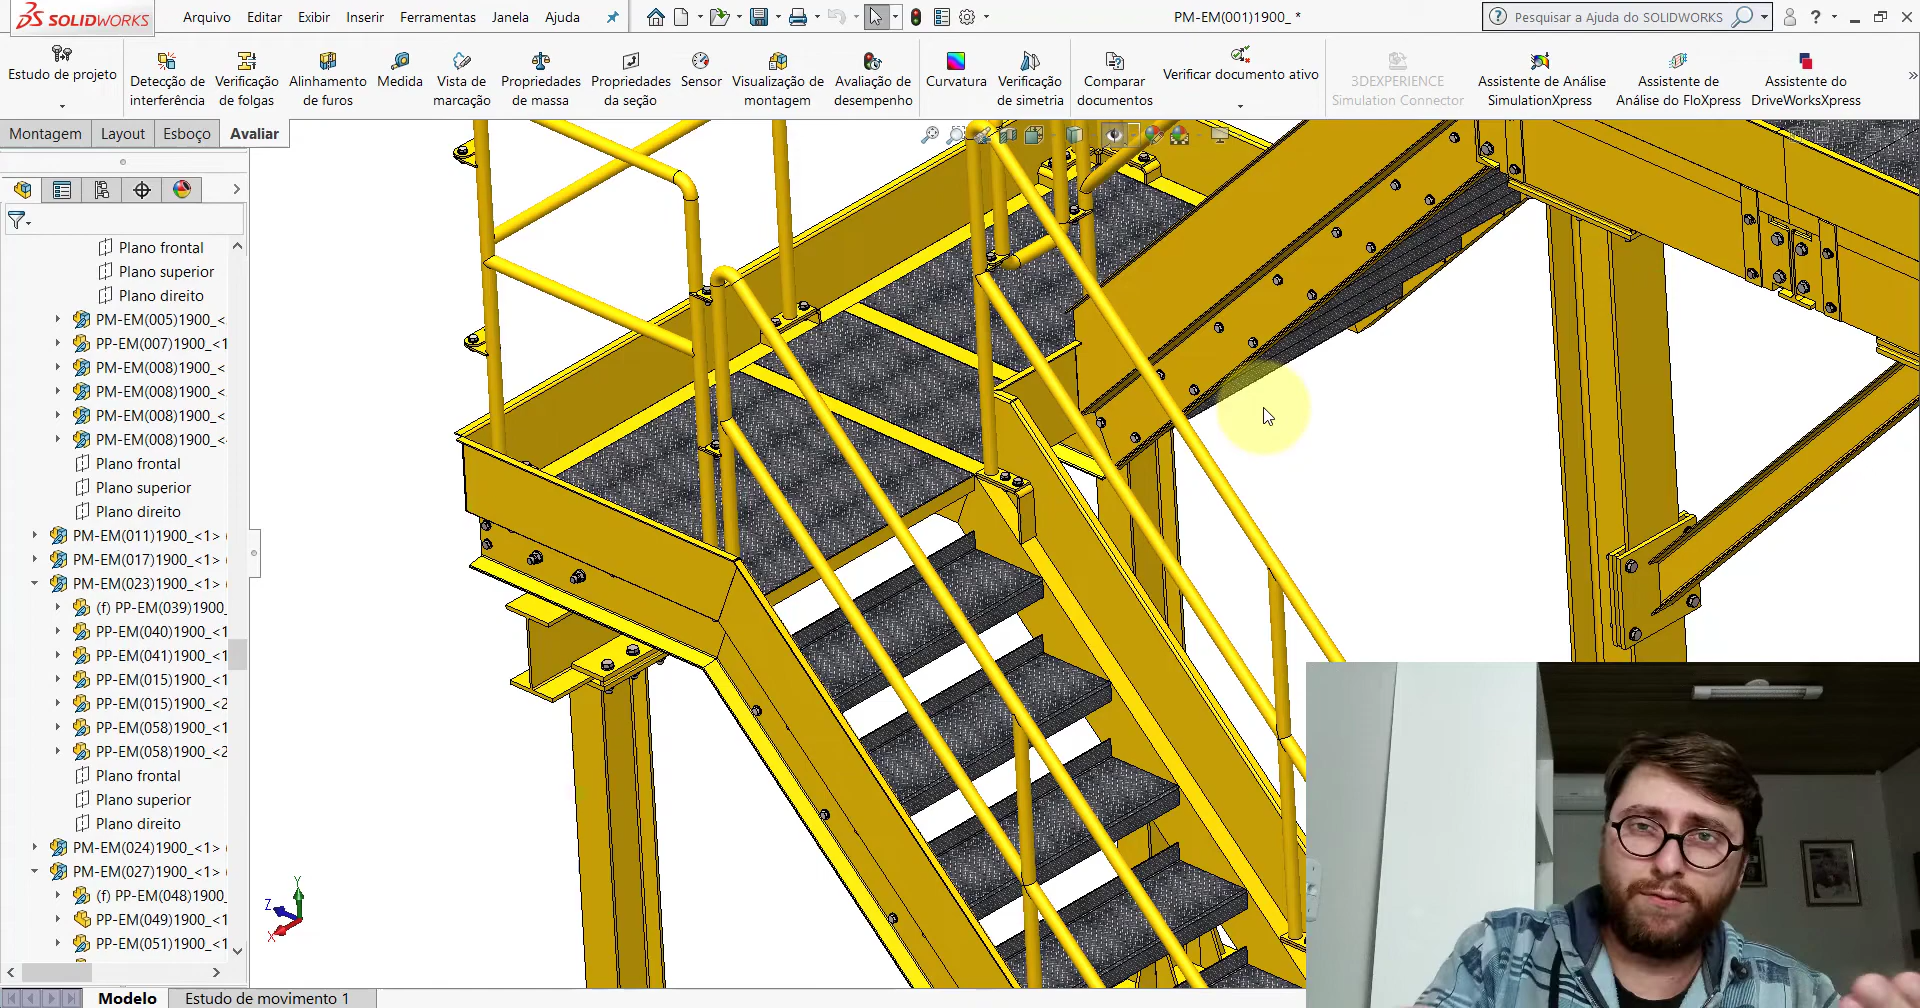 SOLIDWORKS
Arquivo Editar Exibir Inserir Ferramentas Janela Ajuda
PM-EM(001)1900_ *
Pesquisar a Ajuda do SOLIDWORKS
Estudo de projeto
Detecção de interferência
Verificação de folgas
Alinhamento de furos
Medida
Vista de marcação
Propriedades de massa
Propriedades da seção
Sensor
Visualização de montagem
Avaliação de desempenho
Curvatura
Verificação de simetria
Comparar documentos
Verificar documento ativo
3DEXPERIENCE Simulation Connector
Assistente de Análise SimulationXpress
Assistente de Análise do FloXpress
Assistente do DriveWorksXpress
Montagem Layout Esboço Avaliar
Plano frontal
Plano superior
Plano direito
PM-EM(005)1900_<
PP-EM(007)1900_<1
PM-EM(008)1900_<
PM-EM(008)1900_<
PM-EM(008)1900_<
PM-EM(008)1900_<
Plano frontal
Plano superior
Plano direito
PM-EM(011)1900_<1> (
PM-EM(017)1900_<1> (
PM-EM(023)1900_<1> (
(f) PP-EM(039)1900_
PP-EM(040)1900_<1
PP-EM(041)1900_<1
PP-EM(015)1900_<1
PP-EM(015)1900_<2
PP-EM(058)1900_<1
PP-EM(058)1900_<2
Plano frontal
Plano superior
Plano direito
PM-EM(024)1900_<1> (
PM-EM(027)1900_<1> (
(f) PP-EM(048)1900_
PP-EM(049)1900_<1
PP-EM(051)1900_<1
Y
Z
X
Modelo Estudo de movimento 1